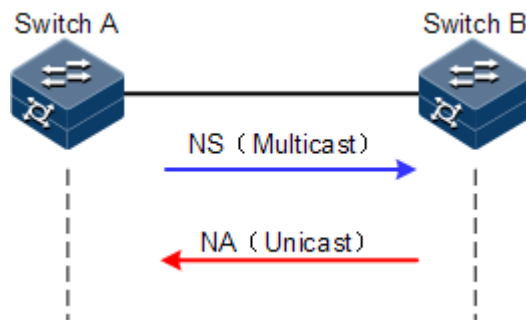 Switch A
Switch B
NS（Multicast）
NA（Unicast）